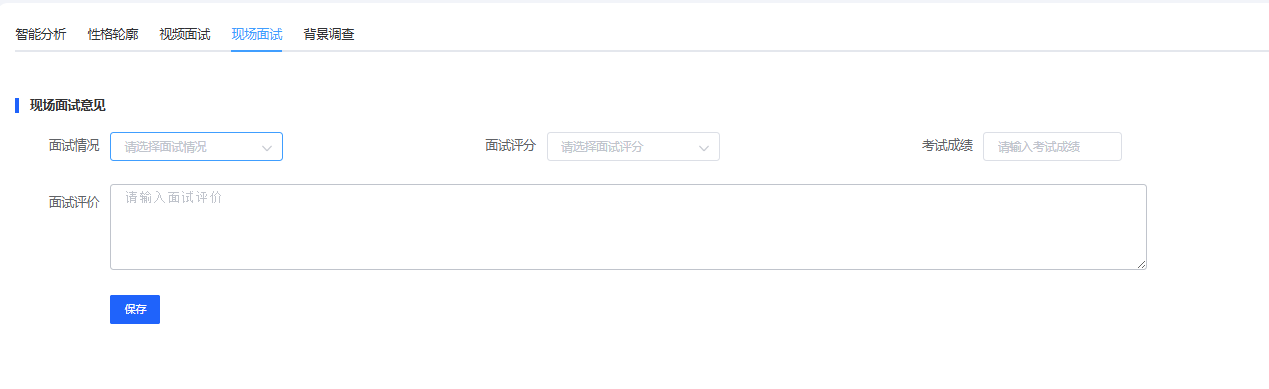 智能分析 性格轮廓 视频面试 现场面试 背景调查
现场面试意见
面试情况 请选择面试情况 面试评分 请选择面试评分 考试成绩 请输入考试成绩
面试评价 请输入面试评价
保存